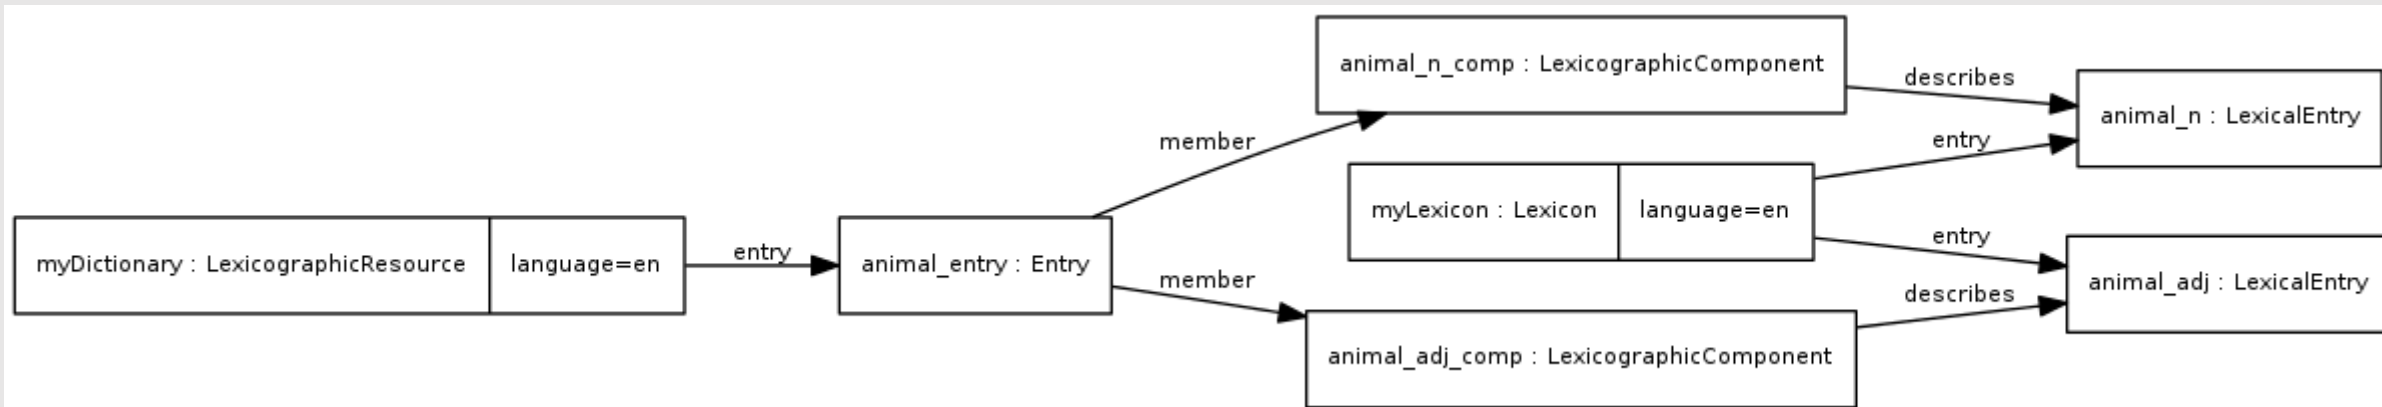 animal_n_comp : LexicographicComponent
describes
animal_n : LexicalEntry
member
entry
myLexicon : Lexicon
language=en
myDictionary : LexicographicResource
language=en
entry
animal_entry : Entry
entry
animal_adj : LexicalEntry
member
describes
animal_adj_comp : LexicographicComponent